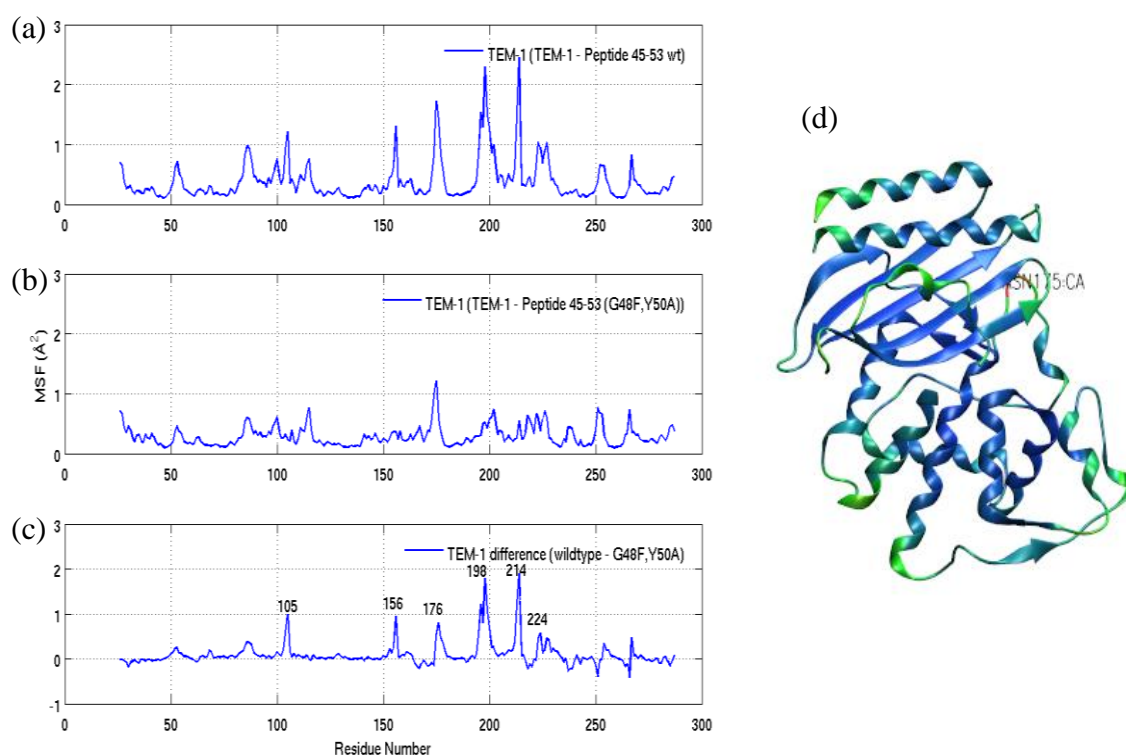 (a)
3
2
1
0
TEM-1 (TEM-1 - Peptide 45-53 wt)
0 50 100 150 200 250 300
(b)
3
2
1
0
MSF (Å²)
TEM-1 (TEM-1 - Peptide 45-53 (G48F,Y50A))
0 50 100 150 200 250 300
(c)
3
2
1
0
-1
TEM-1 difference (wildtype - G48F,Y50A)
105
156
176
198
214
224
0 50 100 150 200 250 300
Residue Number
(d)
ASN175:CA